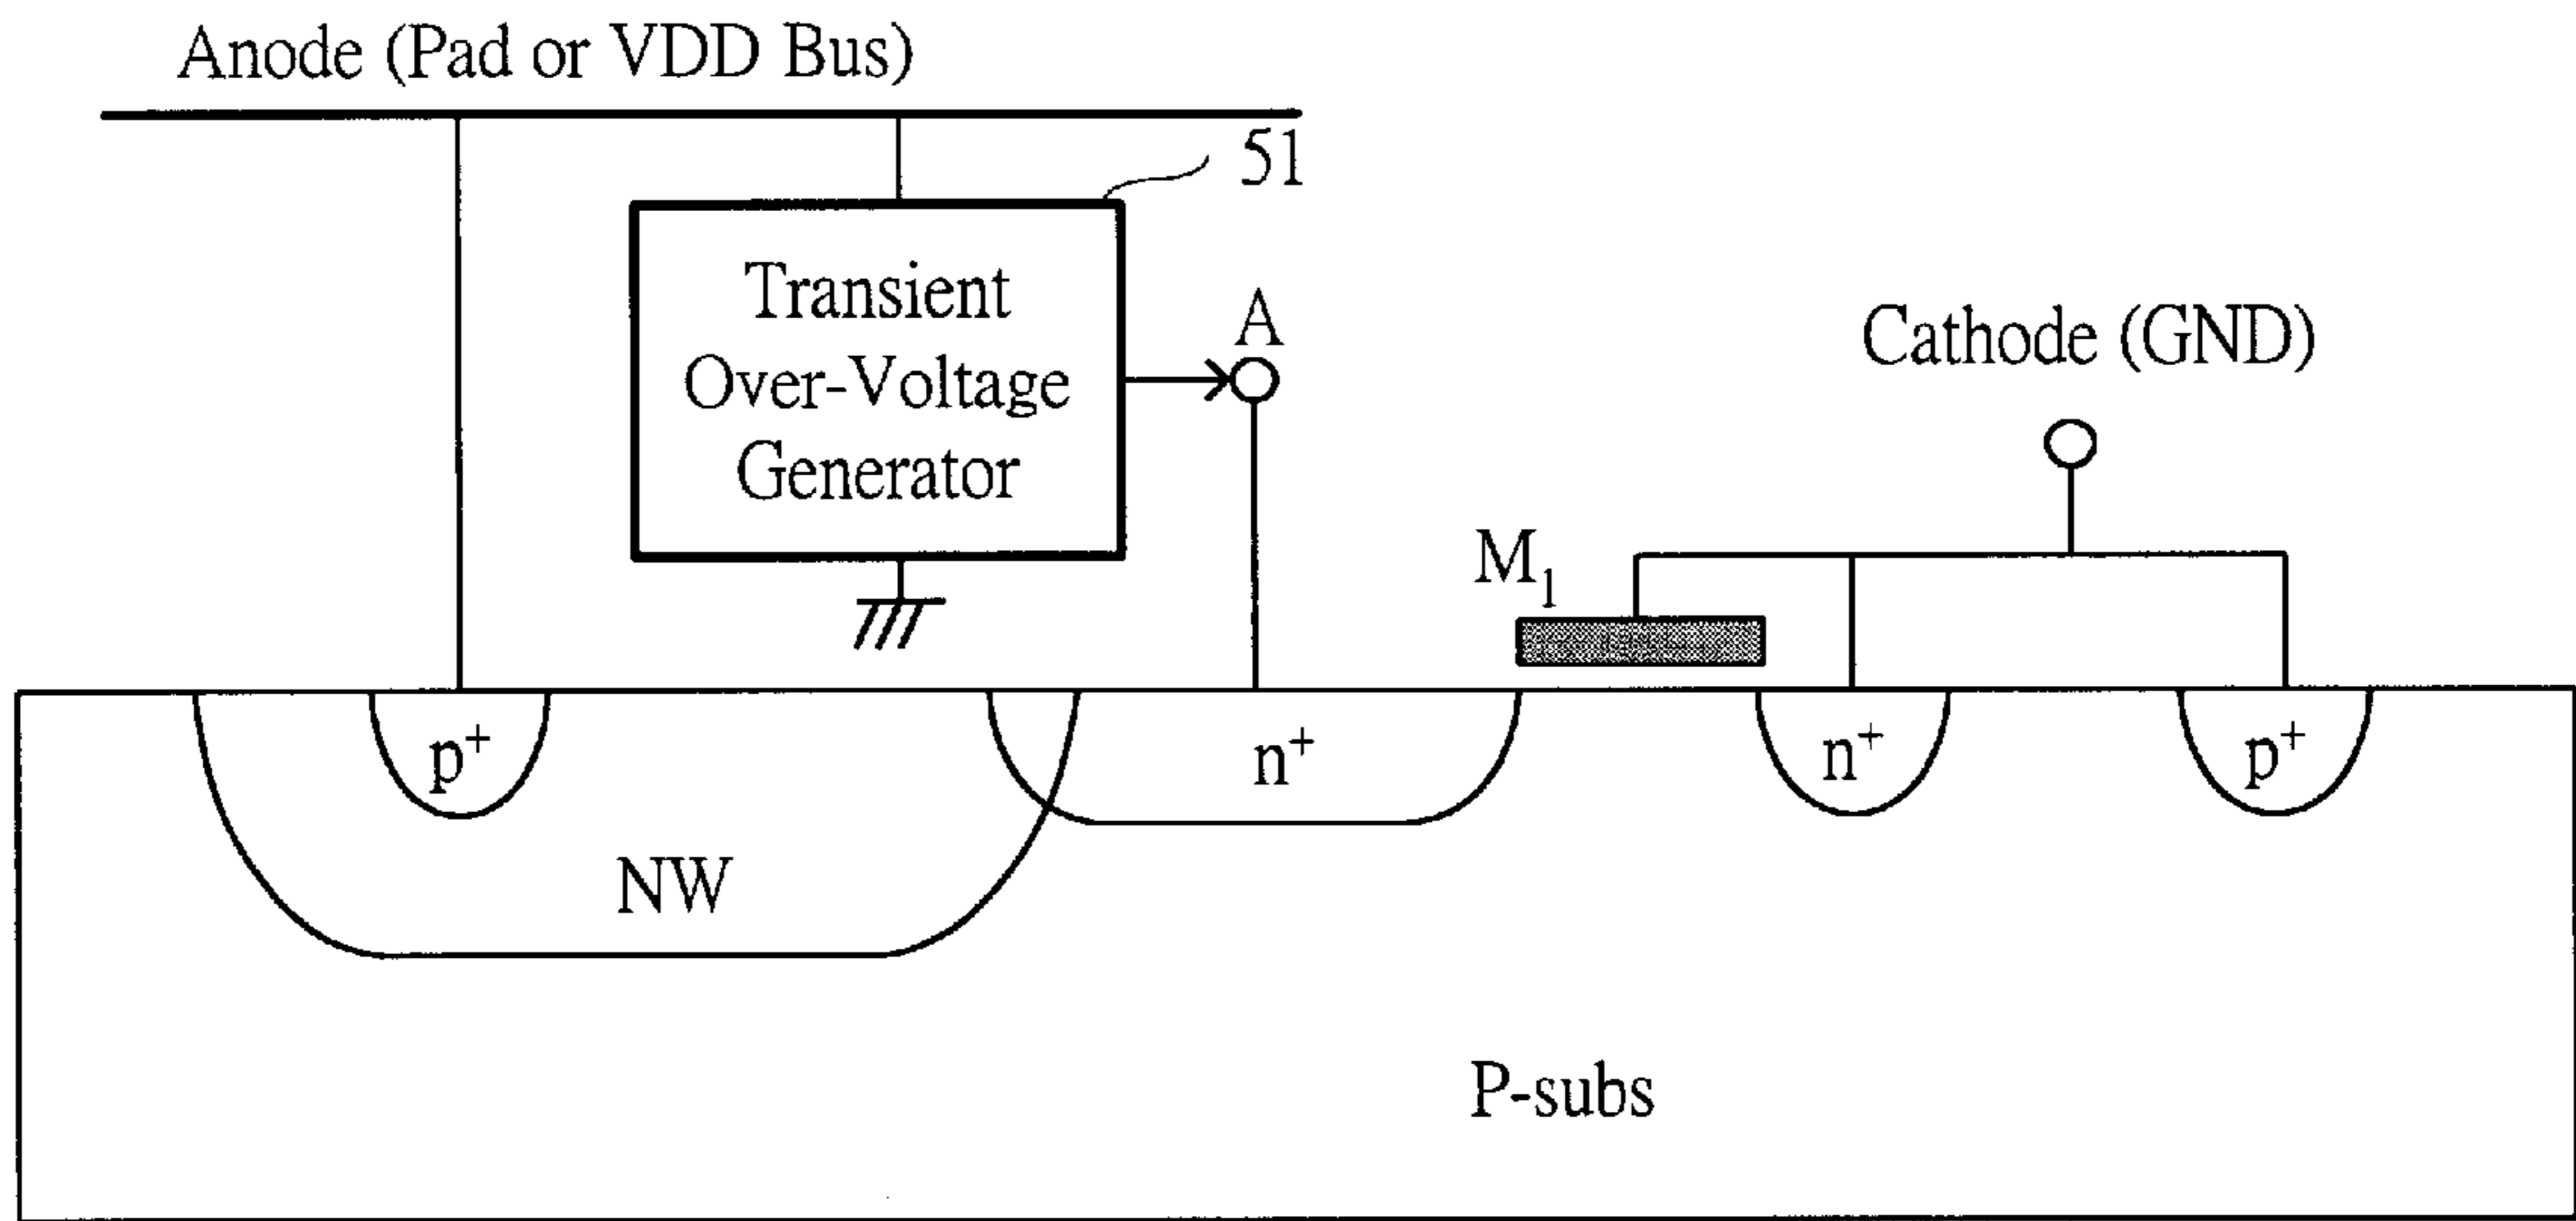 Anode (Pad or VDD Bus)
51
Transient
Over-Voltage
Generator
A
Cathode (GND)
M₁
p⁺
n⁺
n⁺
p⁺
NW
P-subs